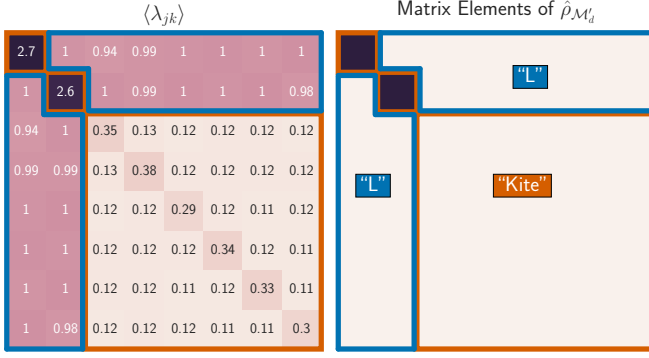 ⟨λ_{jk}⟩
Matrix Elements of ρ̂_{ℳ′_d}
2.7 1 0.94 0.99 1 1 1 1
1 2.6 1 0.99 1 1 1 0.98
0.94 1 0.35 0.13 0.12 0.12 0.12 0.12
0.99 0.99 0.13 0.38 0.12 0.12 0.12 0.12
1 1 0.12 0.12 0.29 0.12 0.11 0.12
1 1 0.12 0.12 0.12 0.34 0.12 0.11
1 1 0.12 0.12 0.11 0.12 0.33 0.11
1 0.98 0.12 0.12 0.12 0.11 0.11 0.3
“L”
“L”
“Kite”